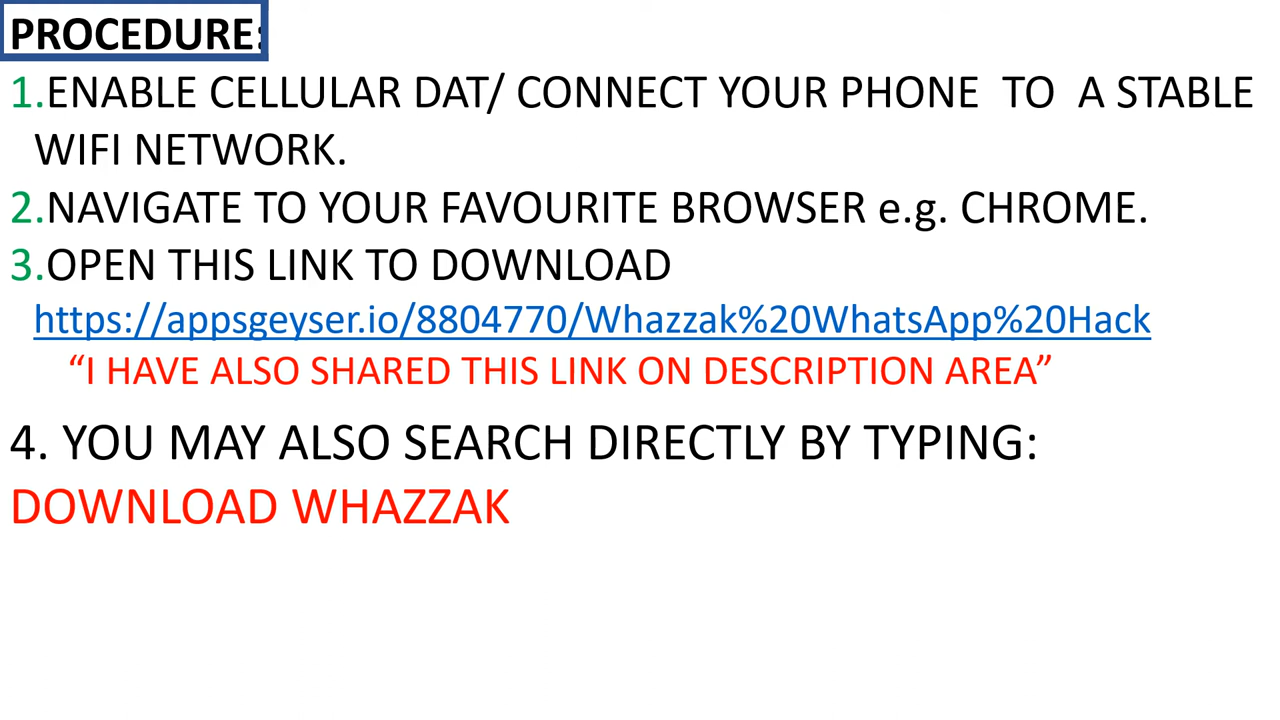 PROCEDURE:
1.ENABLE CELLULAR DAT/ CONNECT YOUR PHONE TO A STABLE
WIFI NETWORK.
2.NAVIGATE TO YOUR FAVOURITE BROWSER e.g. CHROME.
3.OPEN THIS LINK TO DOWNLOAD
https://appsgeyser.io/8804770/Whazzak%20WhatsApp%20Hack
“I HAVE ALSO SHARED THIS LINK ON DESCRIPTION AREA”
4. YOU MAY ALSO SEARCH DIRECTLY BY TYPING:
DOWNLOAD WHAZZAK